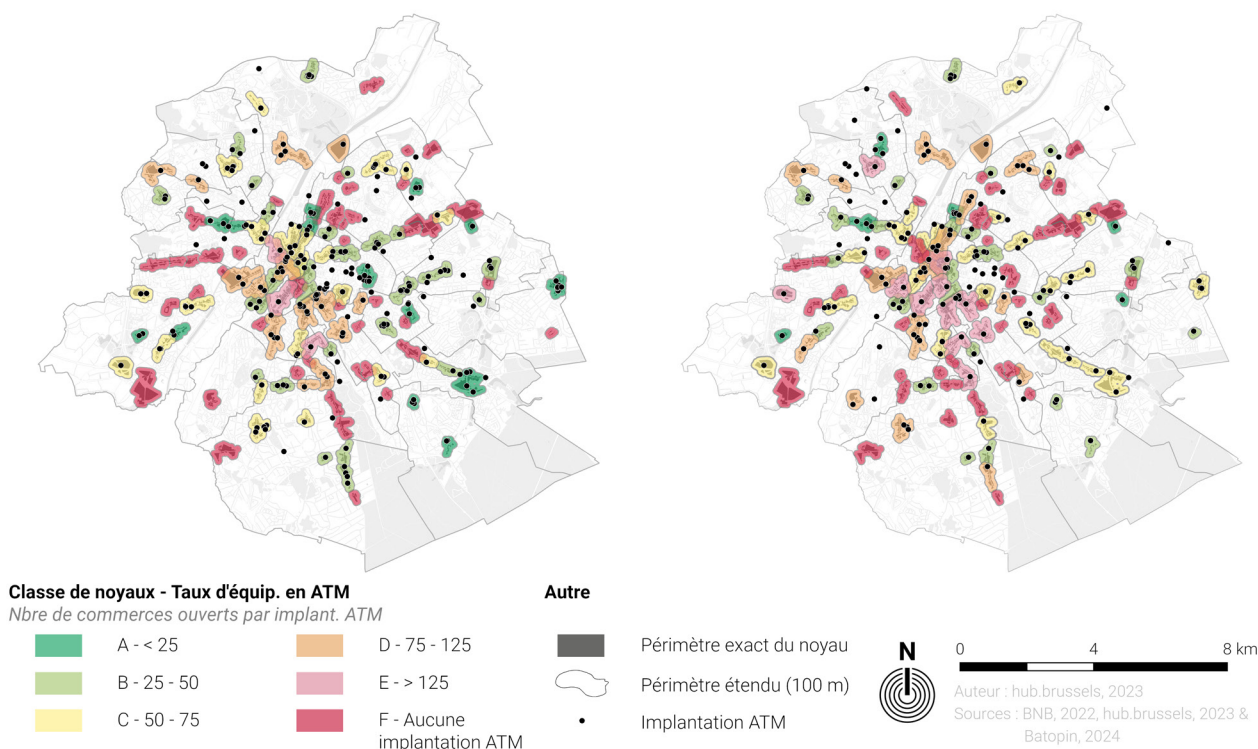 Classe de noyaux - Taux d'équip. en ATM
Nbre de commerces ouverts par implant. ATM
A - < 25
B - 25 - 50
C - 50 - 75
D - 75 - 125
E - > 125
F - Aucune
implantation ATM
Autre
Périmètre exact du noyau
Périmètre étendu (100 m)
Implantation ATM
N
0 4 8 km
Auteur : hub.brussels, 2023
Sources : BNB, 2022, hub.brussels, 2023 &
Batopin, 2024